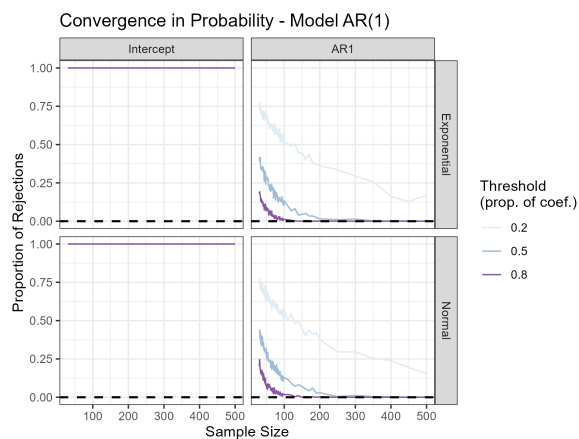 Convergence in Probability - Model AR(1)
Intercept
AR1
1.00
0.75
0.50
0.25
0.00
Exponential
1.00
0.75
0.50
0.25
0.00
Normal
Proportion of Rejections
100 200 300 400 500
100 200 300 400 500
Sample Size
Threshold
(prop. of coef.)
0.2
0.5
0.8